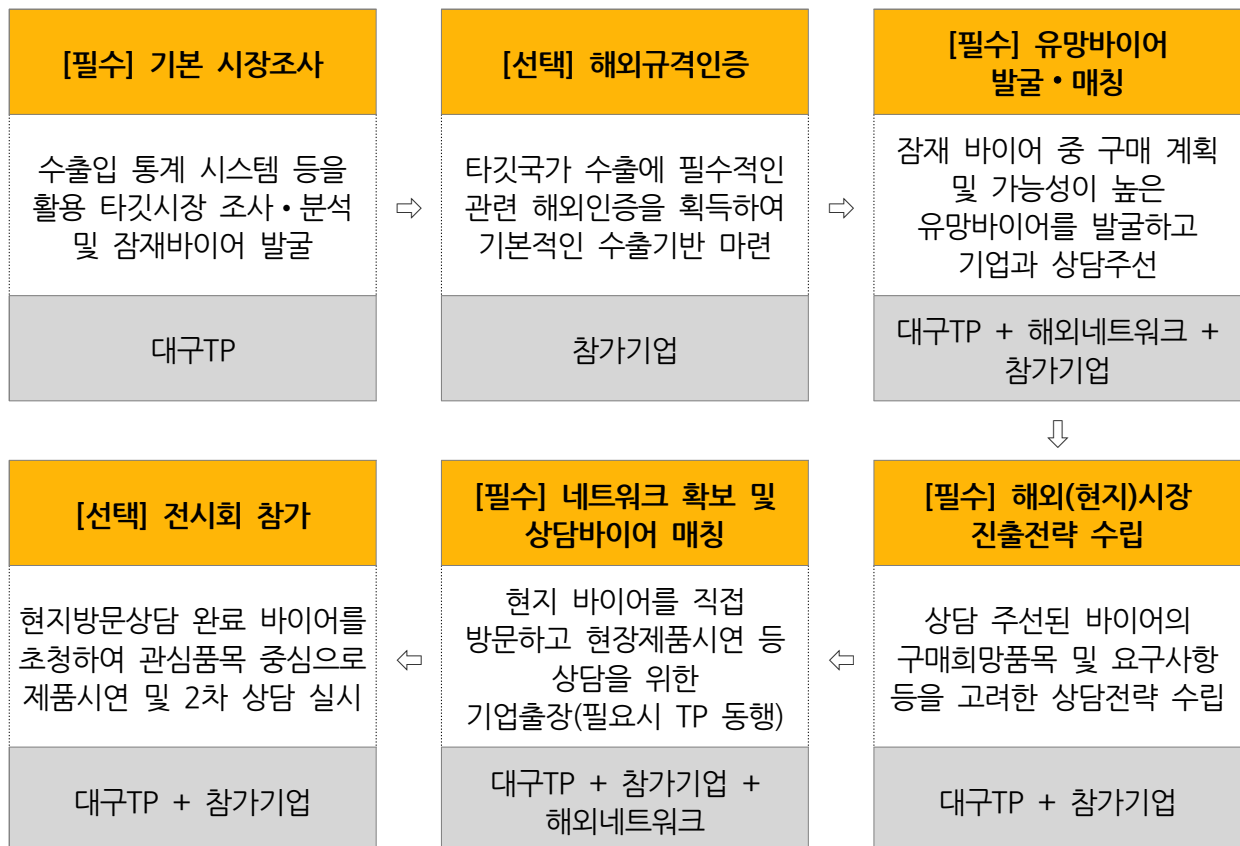 [필수] 기본 시장조사
수출입 통계 시스템 등을
활용 타깃시장 조사•분석
및 잠재바이어 발굴
대구TP
⇨
[선택] 해외규격인증
타깃국가 수출에 필수적인
관련 해외인증을 획득하여
기본적인 수출기반 마련
참가기업
⇨
[필수] 유망바이어
발굴•매칭
잠재 바이어 중 구매 계획
및 가능성이 높은
유망바이어를 발굴하고
기업과 상담주선
대구TP + 해외네트워크 +
참가기업
⇩
[필수] 해외(현지)시장
진출전략 수립
상담 주선된 바이어의
구매희망품목 및 요구사항
등을 고려한 상담전략 수립
대구TP + 참가기업
⇦
[필수] 네트워크 확보 및
상담바이어 매칭
현지 바이어를 직접
방문하고 현장제품시연 등
상담을 위한
기업출장(필요시 TP 동행)
대구TP + 참가기업 +
해외네트워크
⇦
[선택] 전시회 참가
현지방문상담 완료 바이어를
초청하여 관심품목 중심으로
제품시연 및 2차 상담 실시
대구TP + 참가기업